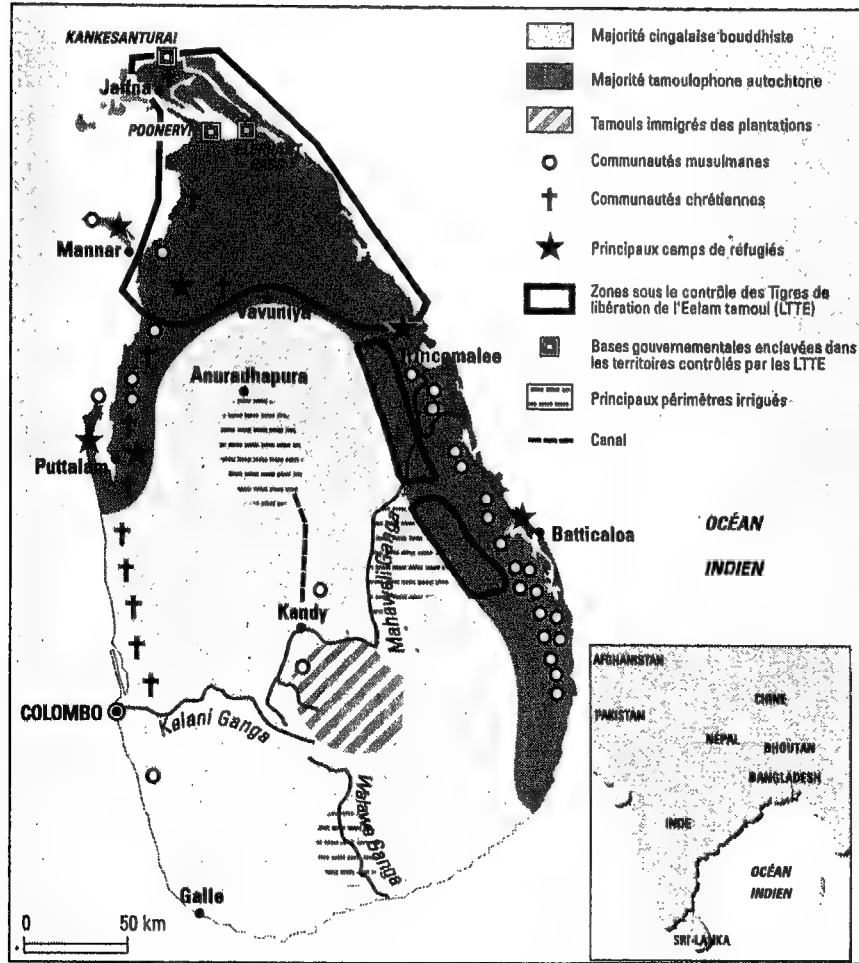 KANKESANTURAI
Jaffna
POONERYN
ELEPHANT
PASS
Mannar
Vavuniya
Trincomalee
Anuradhapura
Puttalam
Batticaloa
Mahaweli Ganga
Kandy
COLOMBO
Kelani Ganga
Walawe Ganga
Galle
0 50 km
Majorité cingalaise bouddhiste
Majorité tamoulophone autochtone
Tamouls immigrés des plantations
Communautés musulmanes
Communautés chrétiennes
Principaux camps de réfugiés
Zones sous le contrôle des Tigres de
libération de l'Eelam tamoul (LTTE)
Bases gouvernementales enclavées dans
les territoires contrôlés par les LTTE
Principaux périmètres irrigués
Canal
OCÉAN
INDIEN
AFGHANISTAN
CHINE
PAKISTAN
NÉPAL
BHOUTAN
BANGLADESH
INDE
OCÉAN
INDIEN
SRI-LANKA